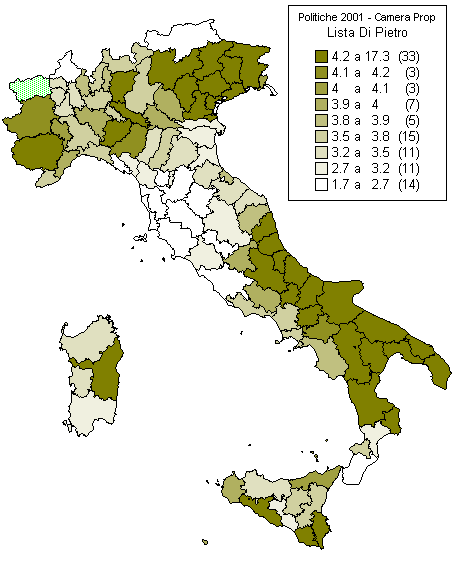 Politiche 2001 - Camera Prop
Lista Di Pietro
4.2 a 17.3 (33)
4.1 a 4.2 (3)
4 a 4.1 (3)
3.9 a 4 (7)
3.8 a 3.9 (5)
3.5 a 3.8 (15)
3.2 a 3.5 (11)
2.7 a 3.2 (11)
1.7 a 2.7 (14)